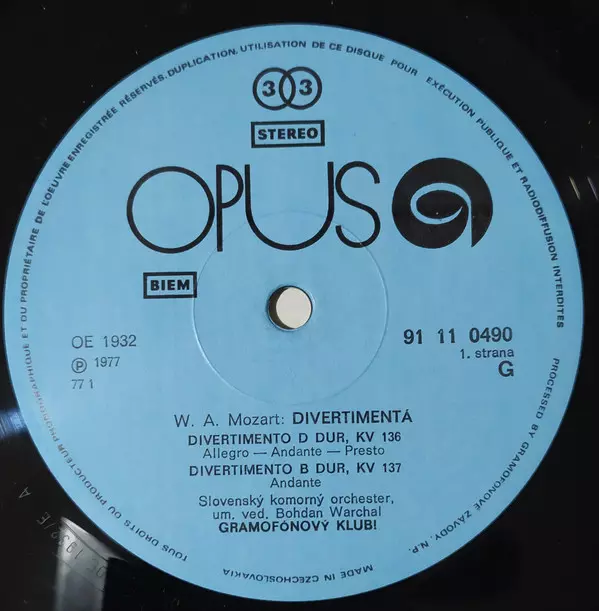 TOUS DROITS DU PRODUCTEUR PHONOGRAPHIQUE ET DU PROPRIÉTAIRE DE L'OEUVRE ENREGISTRÉE RÉSERVÉS. DUPLICATION, UTILISATION DE CE DISQUE POUR EXÉCUTION PUBLIQUE ET RADIODIFFUSION INTERDITES
33
STEREO
OPUS
BIEM
OE 1932
℗ 1977
77 1
91 11 0490
1. strana
G
W. A. Mozart: DIVERTIMENTÁ
DIVERTIMENTO D DUR, KV 136
Allegro — Andante — Presto
DIVERTIMENTO B DUR, KV 137
Andante
Slovenský komorný orchester,
um. ved. Bohdan Warchal
GRAMOFÓNOVÝ KLUB!
MADE IN CZECHOSLOVAKIA
PROCESSED BY GRAMOFONOVÉ ZÁVODY, N.P.